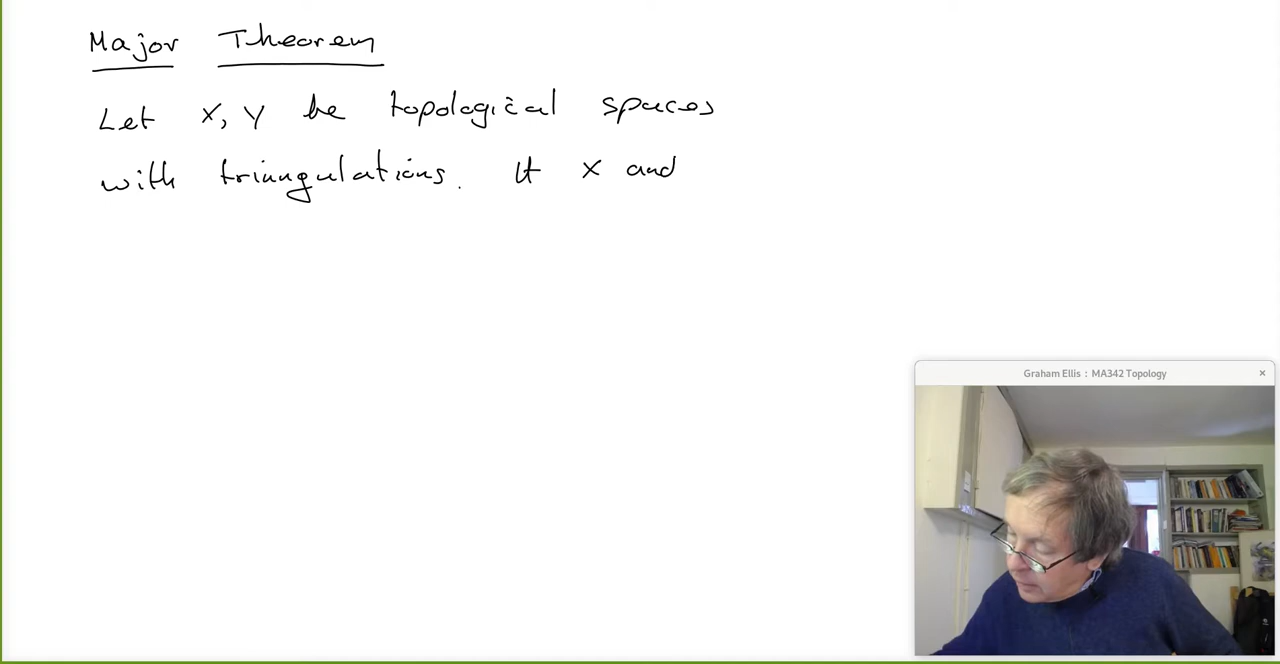 Major Theorem
Let X, Y be topological spaces
with triangulations. If X and
Graham Ellis : MA342 Topology